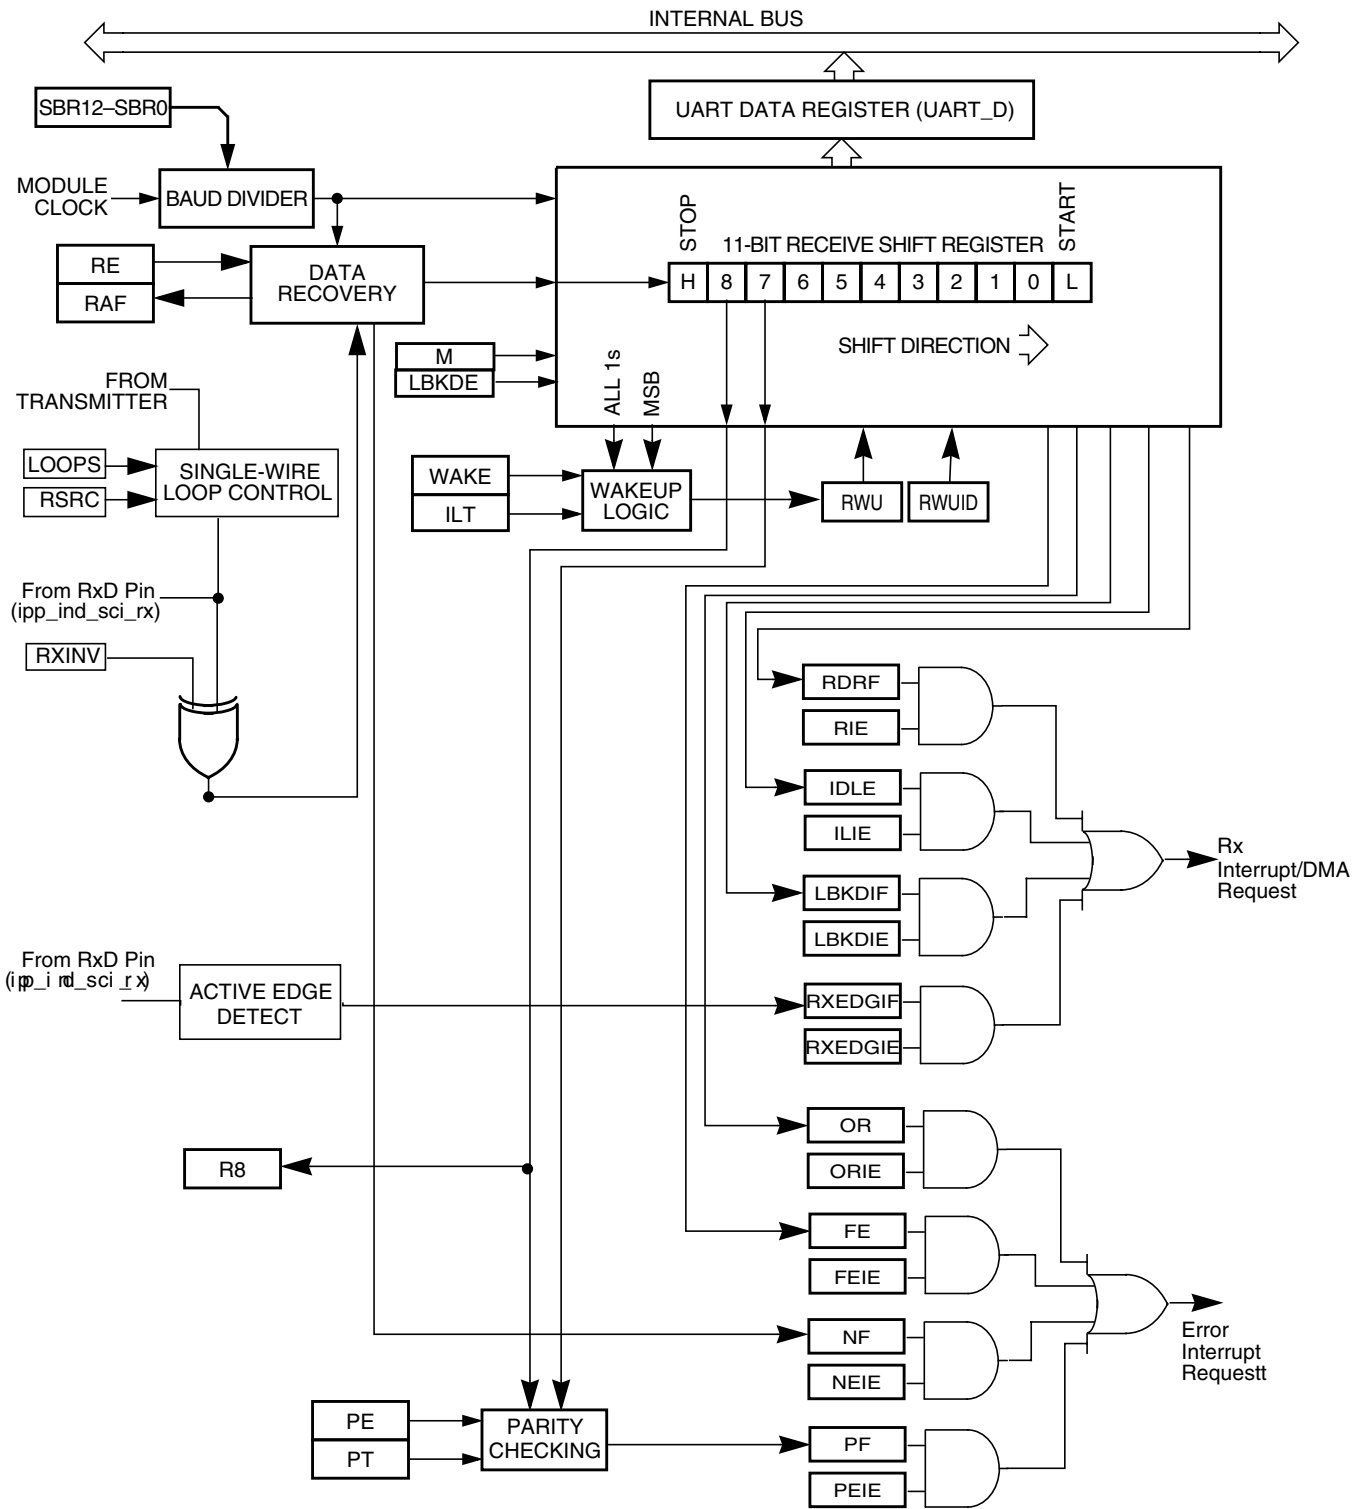 INTERNAL BUS
SBR12–SBR0
UART DATA REGISTER (UART_D)
MODULE
CLOCK
BAUD DIVIDER
STOP
11-BIT RECEIVE SHIFT REGISTER
START
RE
RAF
DATA
RECOVERY
H 8 7 6 5 4 3 2 1 0 L
SHIFT DIRECTION
M
LBKDE
ALL 1s
MSB
FROM
TRANSMITTER
LOOPS
RSRC
SINGLE-WIRE
LOOP CONTROL
WAKE
ILT
WAKEUP
LOGIC
RWU
RWUID
From RxD Pin
(ipp_ind_sci_rx)
RXINV
RDRF
RIE
IDLE
ILIE
Rx
Interrupt/DMA
Request
LBKDIF
LBKDIE
From RxD Pin
(ipp_ind_sci_rx)
ACTIVE EDGE
DETECT
RXEDGIF
RXEDGIE
OR
ORIE
R8
FE
FEIE
NF
NEIE
Error
Interrupt
Requestt
PE
PT
PARITY
CHECKING
PF
PEIE